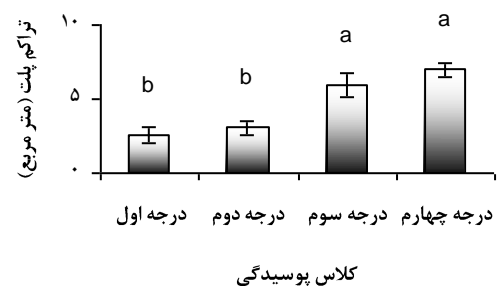 تراکم پلت (متر مربع)
۱۰
۵
۰
b
b
a
a
درجه اول
درجه دوم
درجه سوم
درجه چهارم
کلاس پوسیدگی